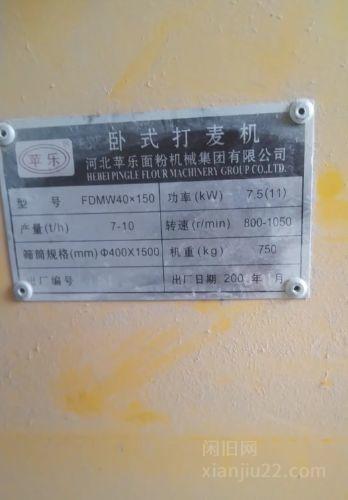 卧式打麦机
苹乐®
河北苹乐面粉机械集团有限公司
HEBEI PINGLE FLOUR MACHINERY GROUP CO.,LTD.
型 号 FDMW40×150 功率(kW) 7.5(11)
产量(t/h) 7-10 转速(r/min) 800-1050
筛筒规格(mm) Φ400X1500 机重(kg) 750
出厂编号 出厂日期 200 年 月
闲旧网
xianjiu22.com